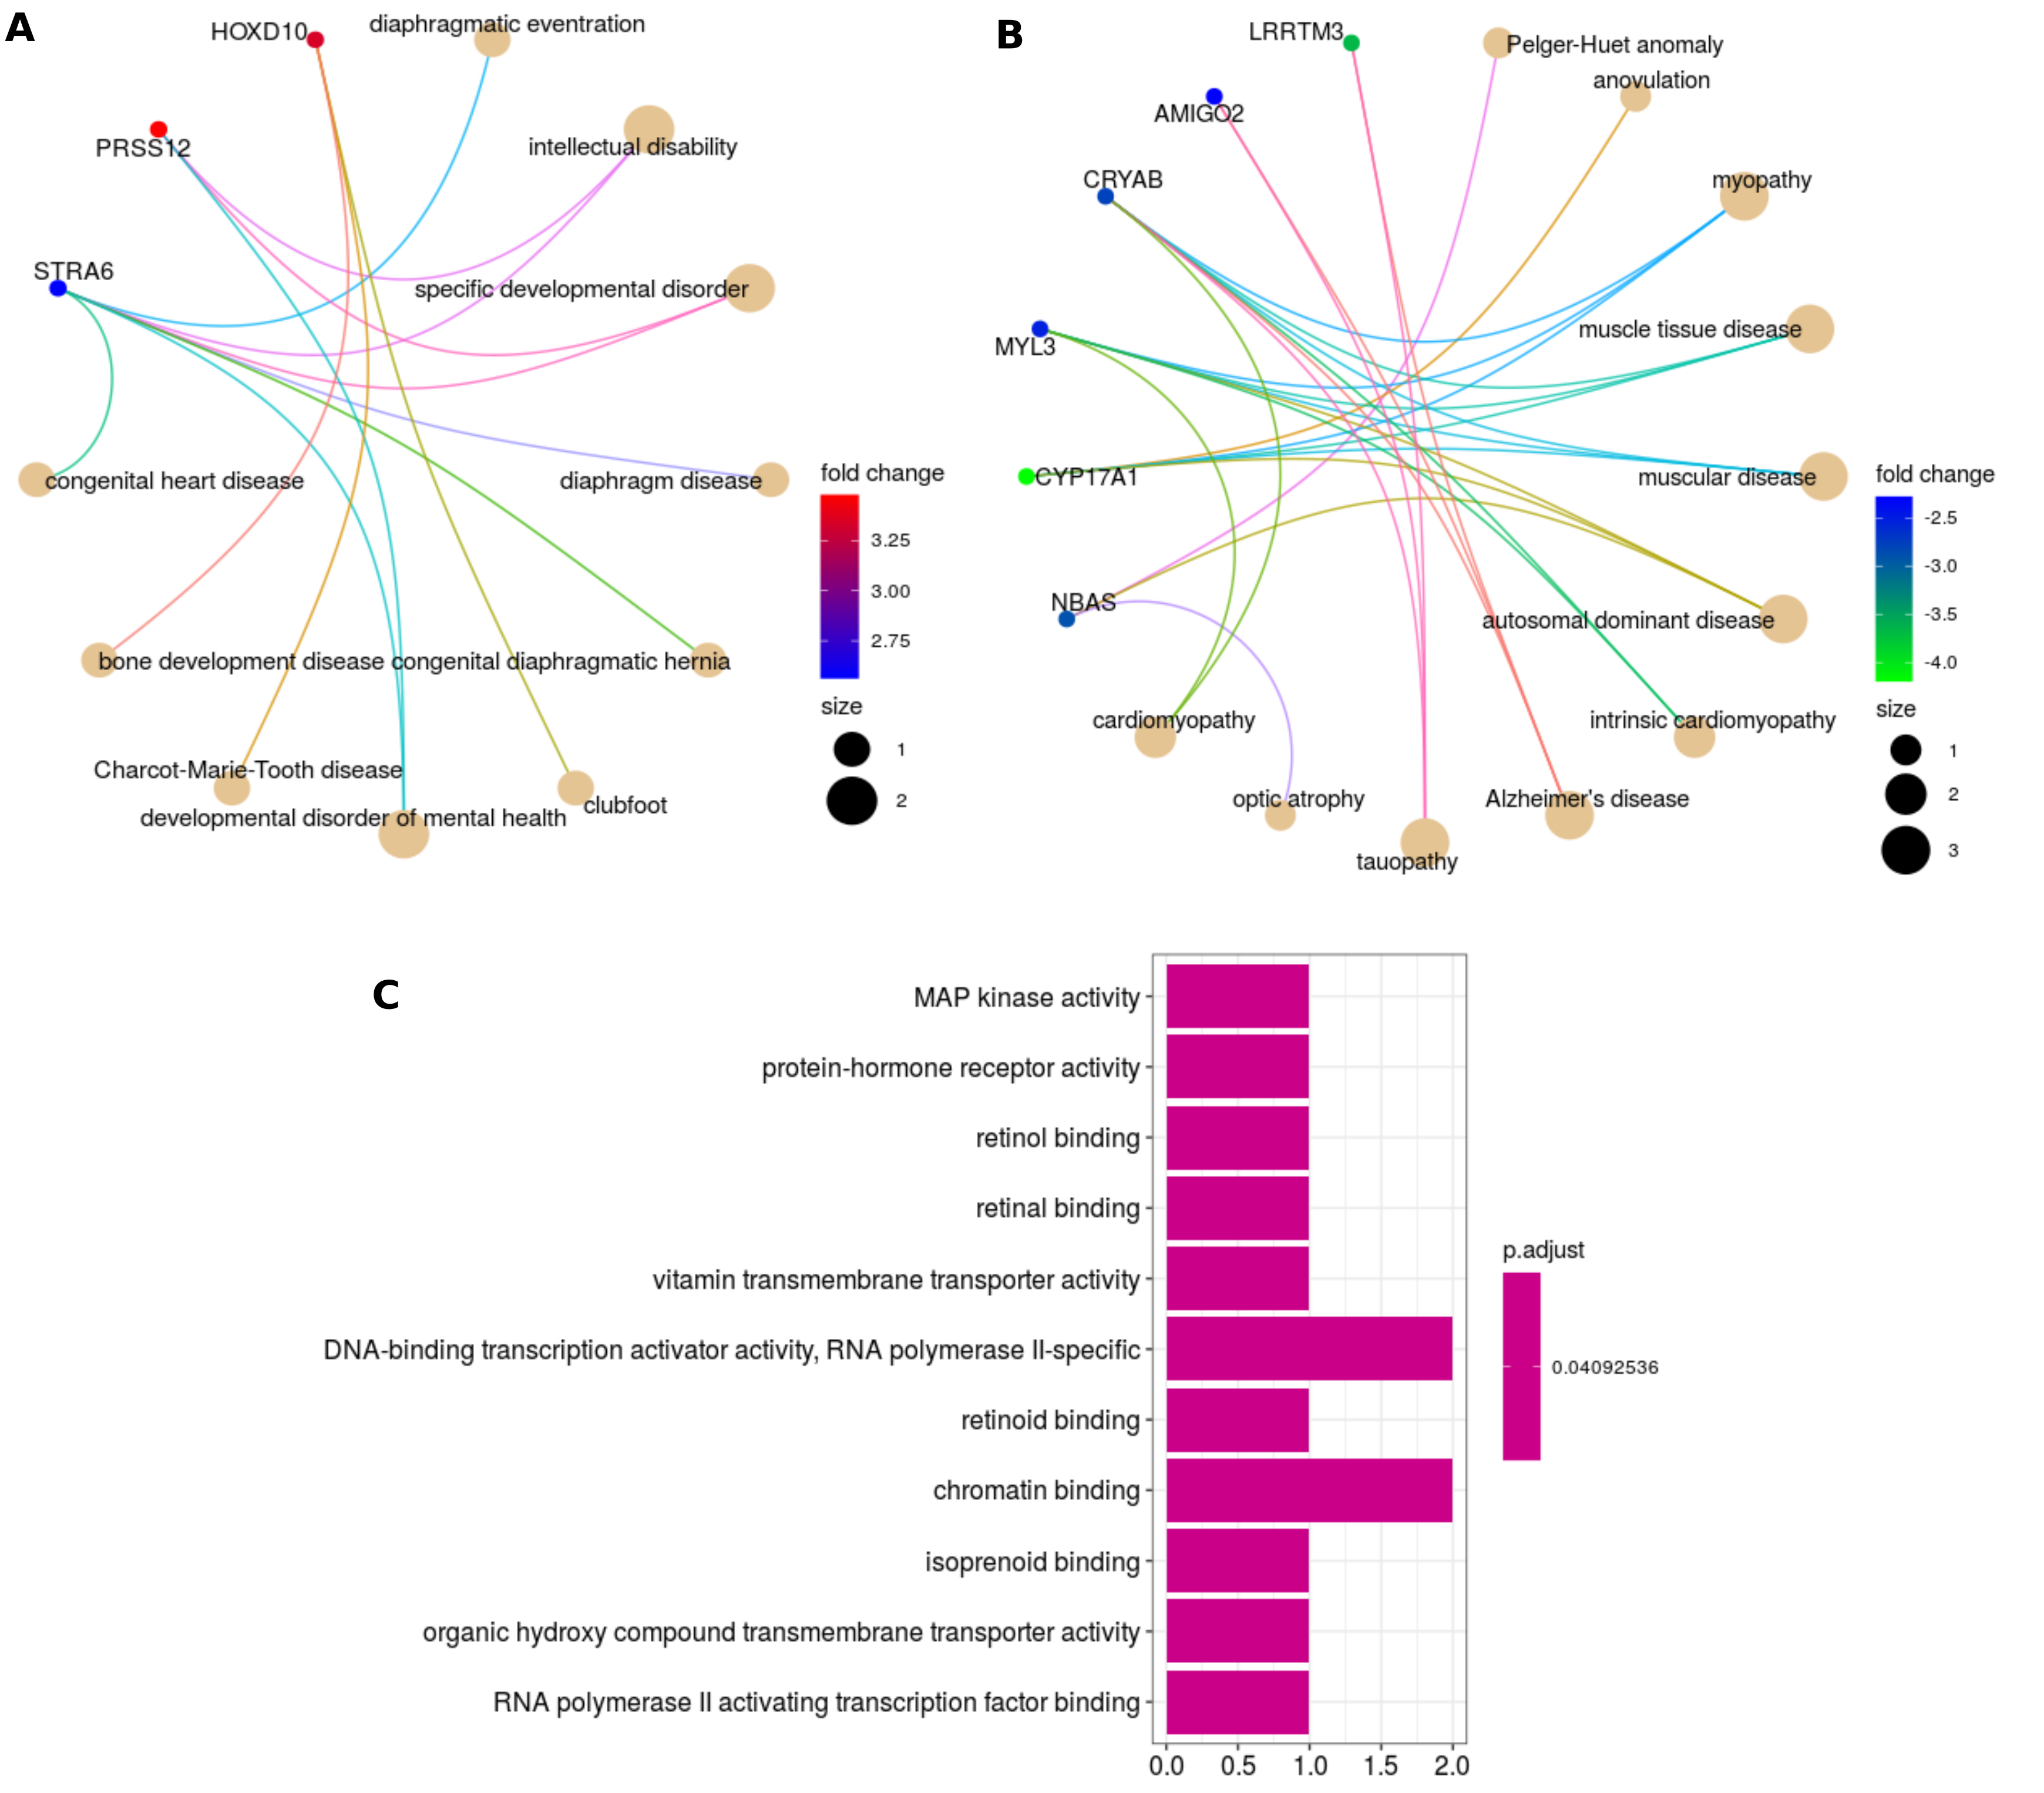 A
HOXD10
diaphragmatic eventration
PRSS12
intellectual disability
STRA6
specific developmental disorder
congenital heart disease
diaphragm disease
bone development disease
congenital diaphragmatic hernia
Charcot-Marie-Tooth disease
developmental disorder of mental health
clubfoot
fold change
3.25
3.00
2.75
size
1
2
B
LRRTM3
Pelger-Huet anomaly
anovulation
AMIGO2
CRYAB
myopathy
MYL3
muscle tissue disease
CYP17A1
muscular disease
NBAS
autosomal dominant disease
cardiomyopathy
intrinsic cardiomyopathy
optic atrophy
Alzheimer's disease
tauopathy
fold change
-2.5
-3.0
-3.5
-4.0
size
1
2
3
C
MAP kinase activity
protein-hormone receptor activity
retinol binding
retinal binding
vitamin transmembrane transporter activity
DNA-binding transcription activator activity, RNA polymerase II-specific
retinoid binding
chromatin binding
isoprenoid binding
organic hydroxy compound transmembrane transporter activity
RNA polymerase II activating transcription factor binding
0.0 0.5 1.0 1.5 2.0
p.adjust
0.04092536